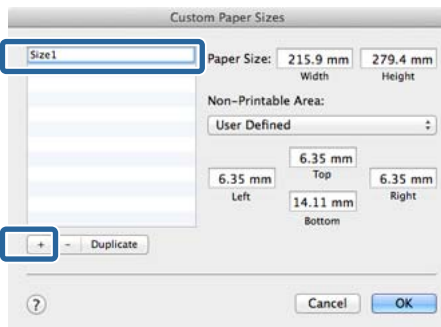 Custom Paper Sizes
Size1
Paper Size: 215.9 mm 279.4 mm
Width Height
Non-Printable Area:
User Defined
6.35 mm
Top
6.35 mm 6.35 mm
Left Right
14.11 mm
Bottom
+ - Duplicate
? Cancel OK